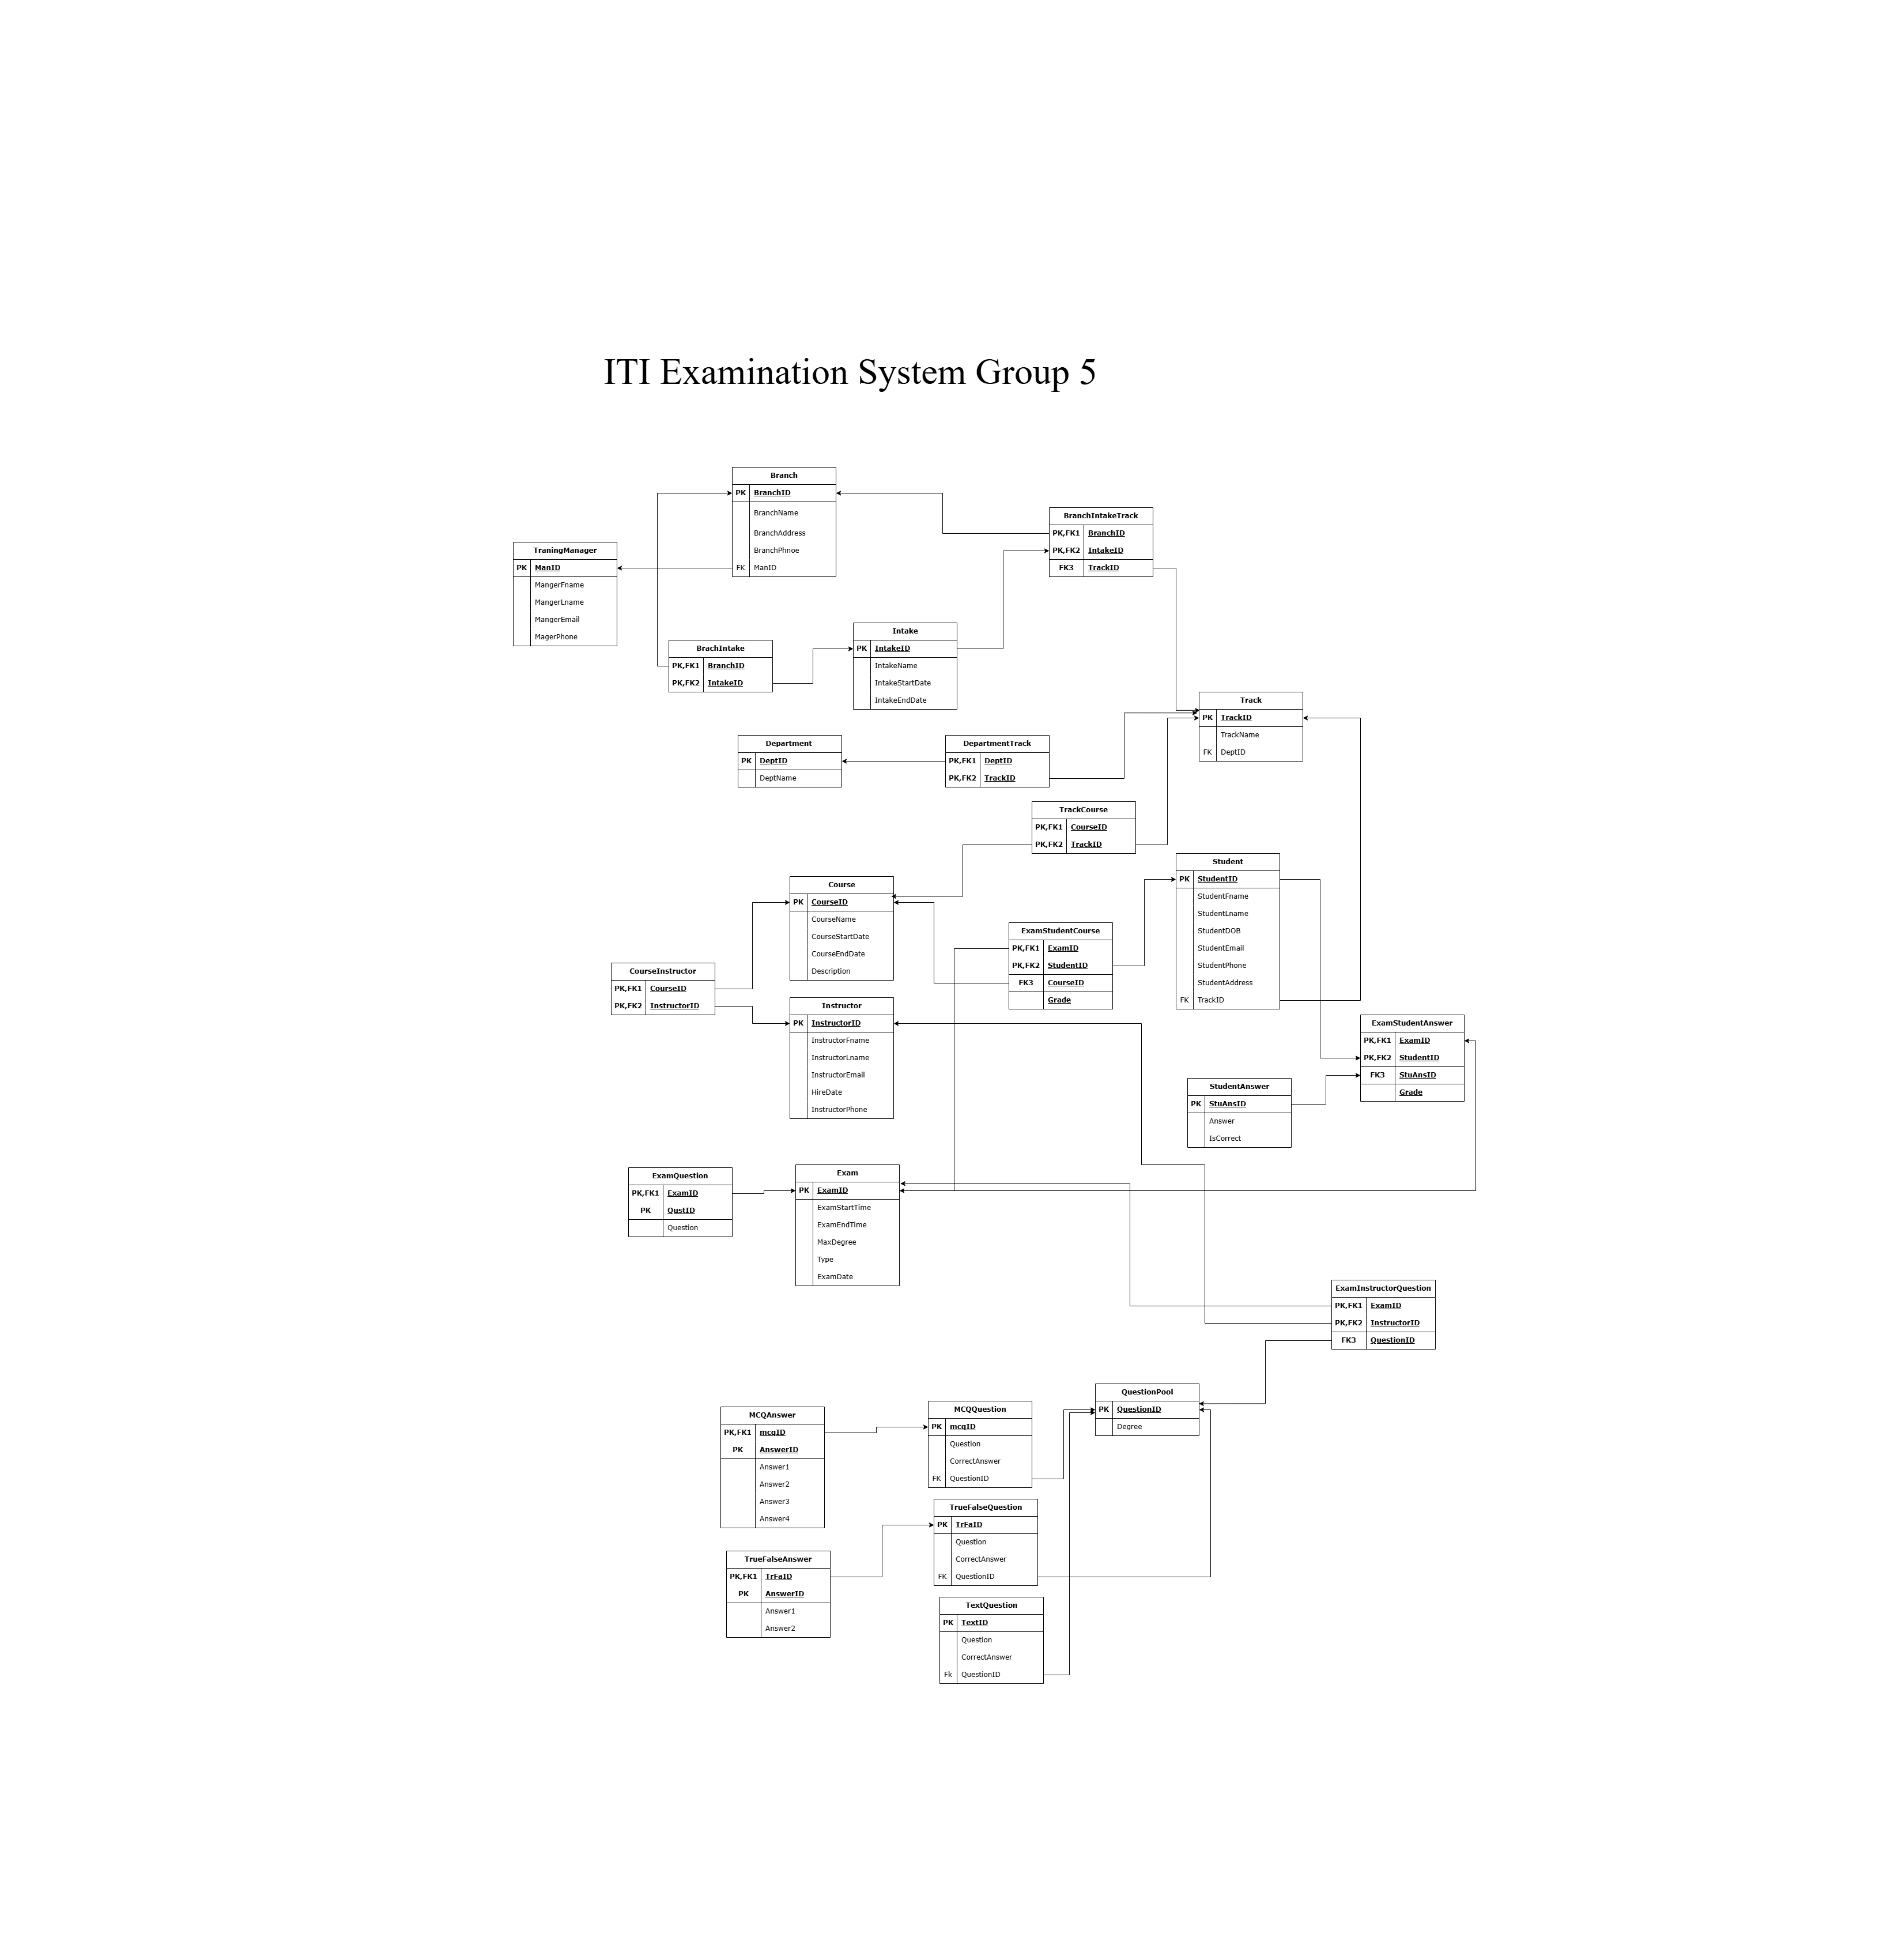 ITI Examination System Group 5
Branch
PK BranchID
BranchName
BranchAddress
BranchPhnoe
FK ManID
BranchIntakeTrack
PK,FK1 BranchID
PK,FK2 IntakeID
FK3 TrackID
TraningManager
PK ManID
MangerFname
MangerLname
MangerEmail
MagerPhone
Intake
PK IntakeID
IntakeName
IntakeStartDate
IntakeEndDate
BrachIntake
PK,FK1 BranchID
PK,FK2 IntakeID
Track
PK TrackID
TrackName
FK DeptID
Department
PK DeptID
DeptName
DepartmentTrack
PK,FK1 DeptID
PK,FK2 TrackID
TrackCourse
PK,FK1 CourseID
PK,FK2 TrackID
Student
PK StudentID
StudentFname
StudentLname
StudentDOB
StudentEmail
StudentPhone
StudentAddress
FK TrackID
Course
PK CourseID
CourseName
CourseStartDate
CourseEndDate
Description
ExamStudentCourse
PK,FK1 ExamID
PK,FK2 StudentID
FK3 CourseID
Grade
CourseInstructor
PK,FK1 CourseID
PK,FK2 InstructorID
Instructor
PK InstructorID
InstructorFname
InstructorLname
InstructorEmail
HireDate
InstructorPhone
ExamStudentAnswer
PK,FK1 ExamID
PK,FK2 StudentID
FK3 StuAnsID
Grade
StudentAnswer
PK StuAnsID
Answer
IsCorrect
ExamQuestion
PK,FK1 ExamID
PK QustID
Question
Exam
PK ExamID
ExamStartTime
ExamEndTime
MaxDegree
Type
ExamDate
ExamInstructorQuestion
PK,FK1 ExamID
PK,FK2 InstructorID
FK3 QuestionID
QuestionPool
PK QuestionID
Degree
MCQAnswer
PK,FK1 mcqID
PK AnswerID
Answer1
Answer2
Answer3
Answer4
MCQQuestion
PK mcqID
Question
CorrectAnswer
FK QuestionID
TrueFalseQuestion
PK TrFaID
Question
CorrectAnswer
FK QuestionID
TrueFalseAnswer
PK,FK1 TrFaID
PK AnswerID
Answer1
Answer2
TextQuestion
PK TextID
Question
CorrectAnswer
Fk QuestionID